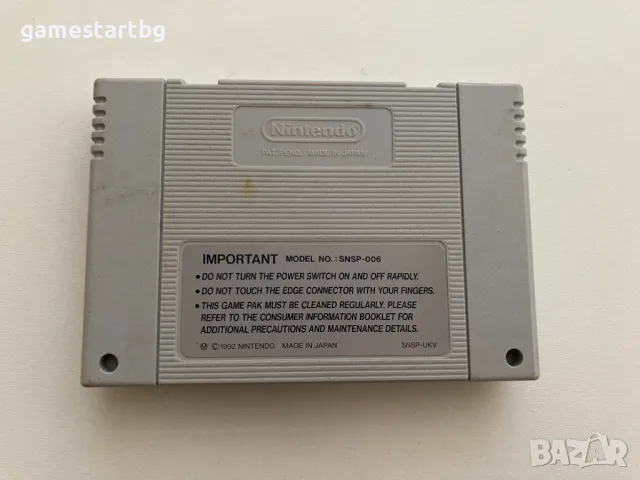 gamestartbg
Nintendo
PAT. PEND. MADE IN JAPAN
IMPORTANT MODEL NO. : SNSP-006
• DO NOT TURN THE POWER SWITCH ON AND OFF RAPIDLY.
• DO NOT TOUCH THE EDGE CONNECTOR WITH YOUR FINGERS.
• THIS GAME PAK MUST BE CLEANED REGULARLY. PLEASE
REFER TO THE CONSUMER INFORMATION BOOKLET FOR
ADDITIONAL PRECAUTIONS AND MAINTENANCE DETAILS.
Ⓜ © 1992 NINTENDO MADE IN JAPAN SNSP-UKV
BAZAR
bg